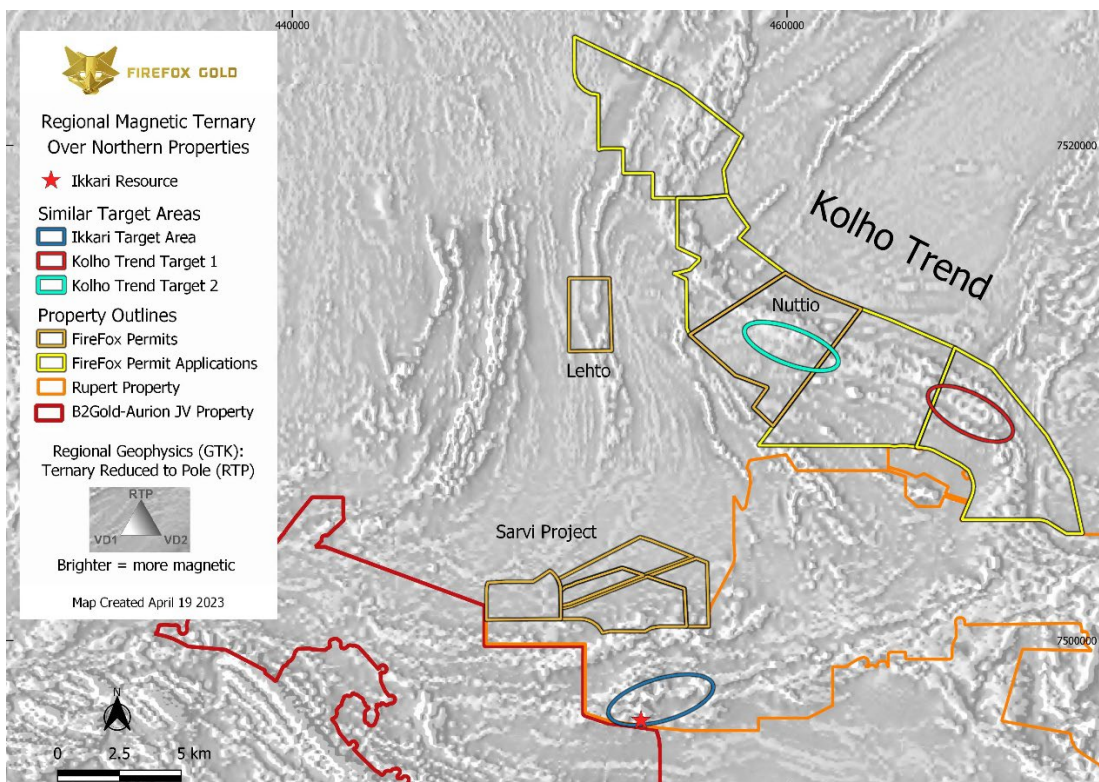 440000
460000
FIREFOX GOLD
Regional Magnetic Ternary
Over Northern Properties
Ikkari Resource
Similar Target Areas
Ikkari Target Area
Kolho Trend Target 1
Kolho Trend Target 2
Property Outlines
FireFox Permits
FireFox Permit Applications
Rupert Property
B2Gold-Aurion JV Property
Regional Geophysics (GTK):
Ternary Reduced to Pole (RTP)
RTP
VD1
VD2
Brighter = more magnetic
Map Created April 19 2023
7520000
Kolho Trend
Nuttio
Lehto
Sarvi Project
7500000
N
0 2.5 5 km